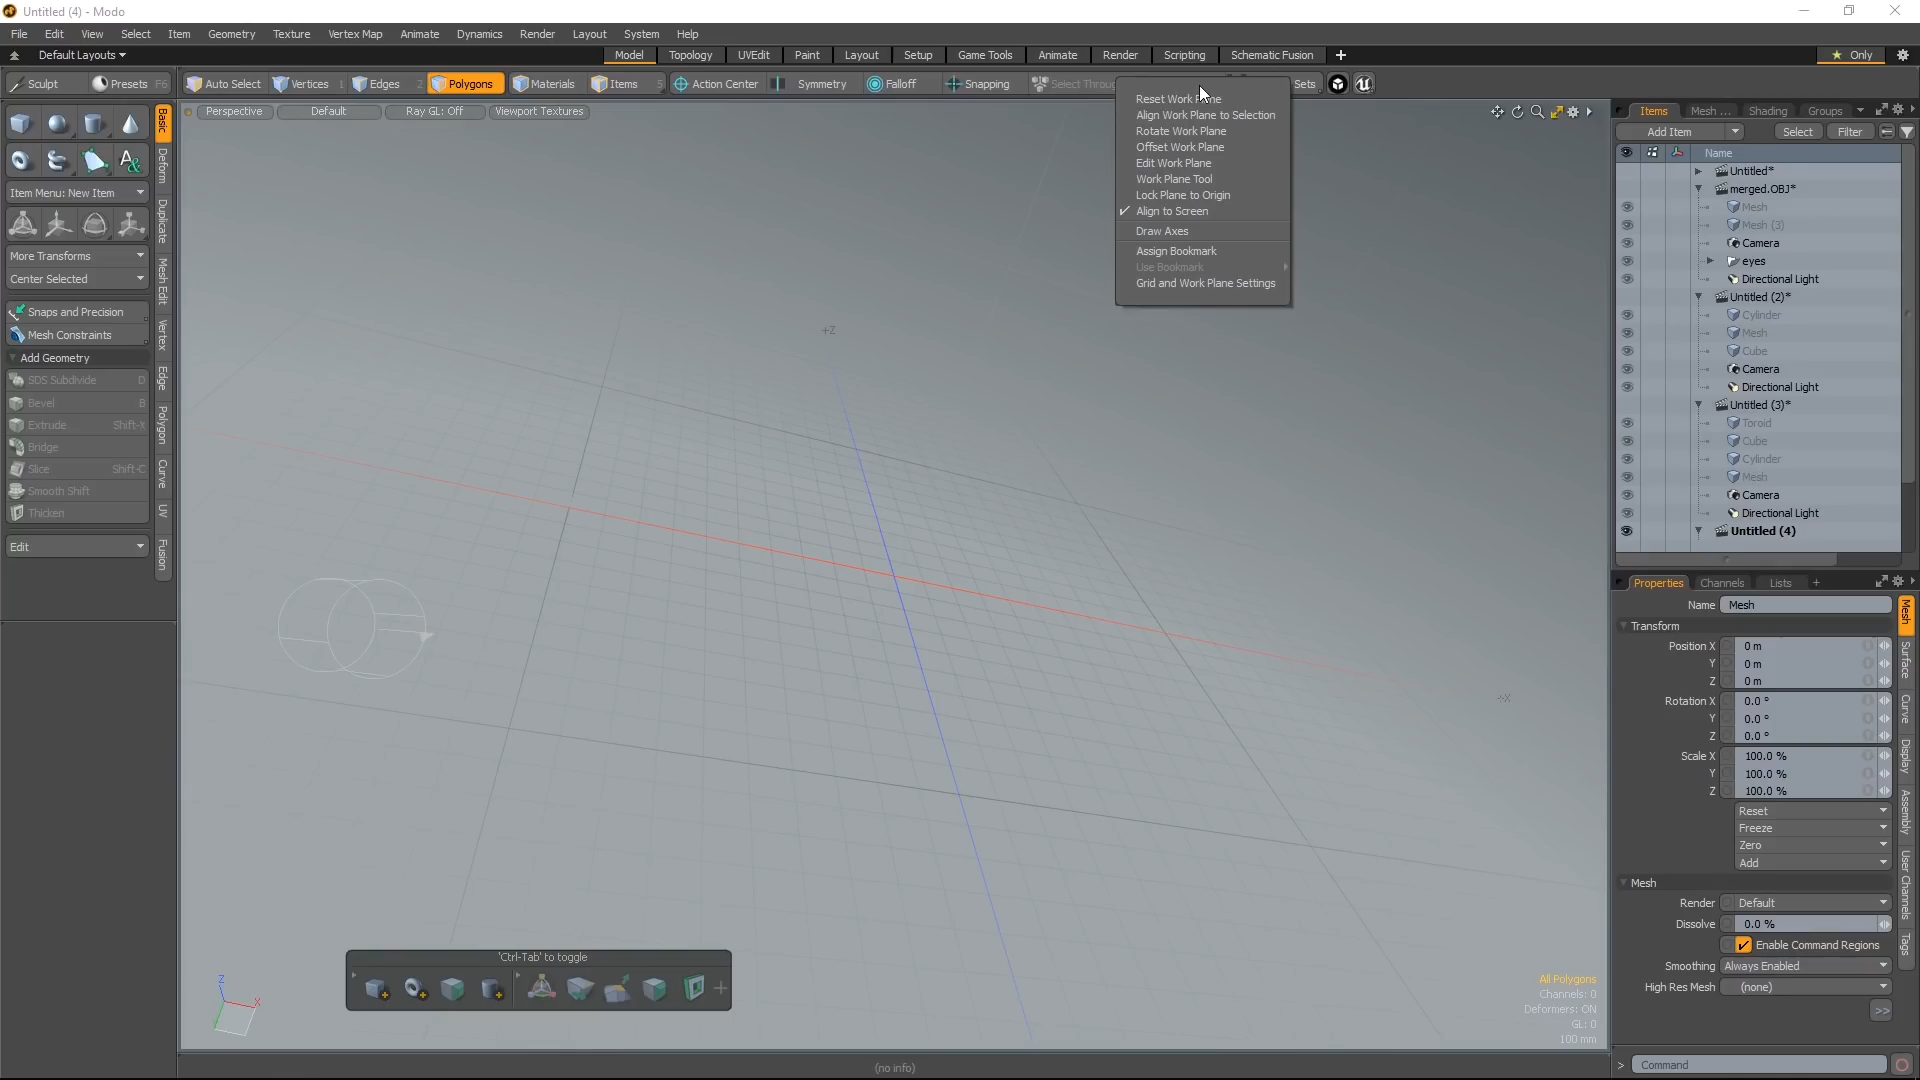 Untitled (4) - Modo
File Edit View Select Item Geometry Texture Vertex Map Animate Dynamics Render Layout System Help
Default Layouts
Model Topology UVEdit Paint Layout Setup Game Tools Animate Render Scripting Schematic Fusion
Only
Sculpt Presets F6
Auto Select Vertices 1 Edges 2 Polygons Materials Items 5 Action Center Symmetry Falloff Snapping Select Throu Sets
Perspective Default Ray GL: Off Viewport Textures
Reset Work Plane
Align Work Plane to Selection
Rotate Work Plane
Offset Work Plane
Edit Work Plane
Work Plane Tool
Lock Plane to Origin
Align to Screen
Draw Axes
Assign Bookmark
Use Bookmark
Grid and Work Plane Settings
Item Menu: New Item
More Transforms
Center Selected
Snaps and Precision
Mesh Constraints
Add Geometry
SDS Subdivide D
Bevel B
Extrude Shift-X
Bridge
Slice Shift-C
Smooth Shift
Thicken
Edit
Basic
Deform
Duplicate
Mesh Edit
Vertex
Edge
Polygon
Curve
UV
Fusion
+Z
+X
Z
X
'Ctrl-Tab' to toggle
All Polygons
Channels: 0
Deformers: ON
GL: 0
100 mm
(no info)
Items Mesh ... Shading Groups
Add Item Select Filter
Name
Untitled*
merged.OBJ*
Mesh
Mesh (3)
Camera
eyes
Directional Light
Untitled (2)*
Cylinder
Mesh
Cube
Camera
Directional Light
Untitled (3)*
Toroid
Cube
Cylinder
Mesh
Camera
Directional Light
Untitled (4)
Properties Channels Lists +
Name Mesh
Transform
Position X 0 m
Y 0 m
Z 0 m
Rotation X 0.0 °
Y 0.0 °
Z 0.0 °
Scale X 100.0 %
Y 100.0 %
Z 100.0 %
Reset
Freeze
Zero
Add
Mesh
Render Default
Dissolve 0.0 %
Enable Command Regions
Smoothing Always Enabled
High Res Mesh (none)
>>
Mesh
Surface
Curve
Display
Assembly
User Channels
Tags
> Command